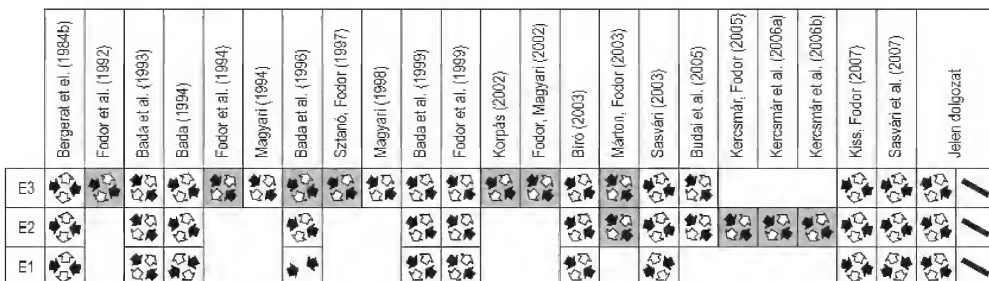 Bergerat et al. (1984b)
Fodor et al. (1992)
Bada et al. (1993)
Bada (1994)
Fodor et al. (1994)
Magyari (1994)
Bada et al. (1996)
Sztanó, Fodor (1997)
Magyari (1998)
Bada et al. (1999)
Fodor et al. (1999)
Korpás (2002)
Fodor, Magyari (2002)
Bíró (2003)
Márton, Fodor (2003)
Sasvári (2003)
Budai et al. (2005)
Kercsmár, Fodor (2005)
Kercsmár et al. (2006a)
Kercsmár et al. (2006b)
Kiss, Fodor (2007)
Sasvári et al. (2007)
Jelen dolgozat
E3
E2
E1